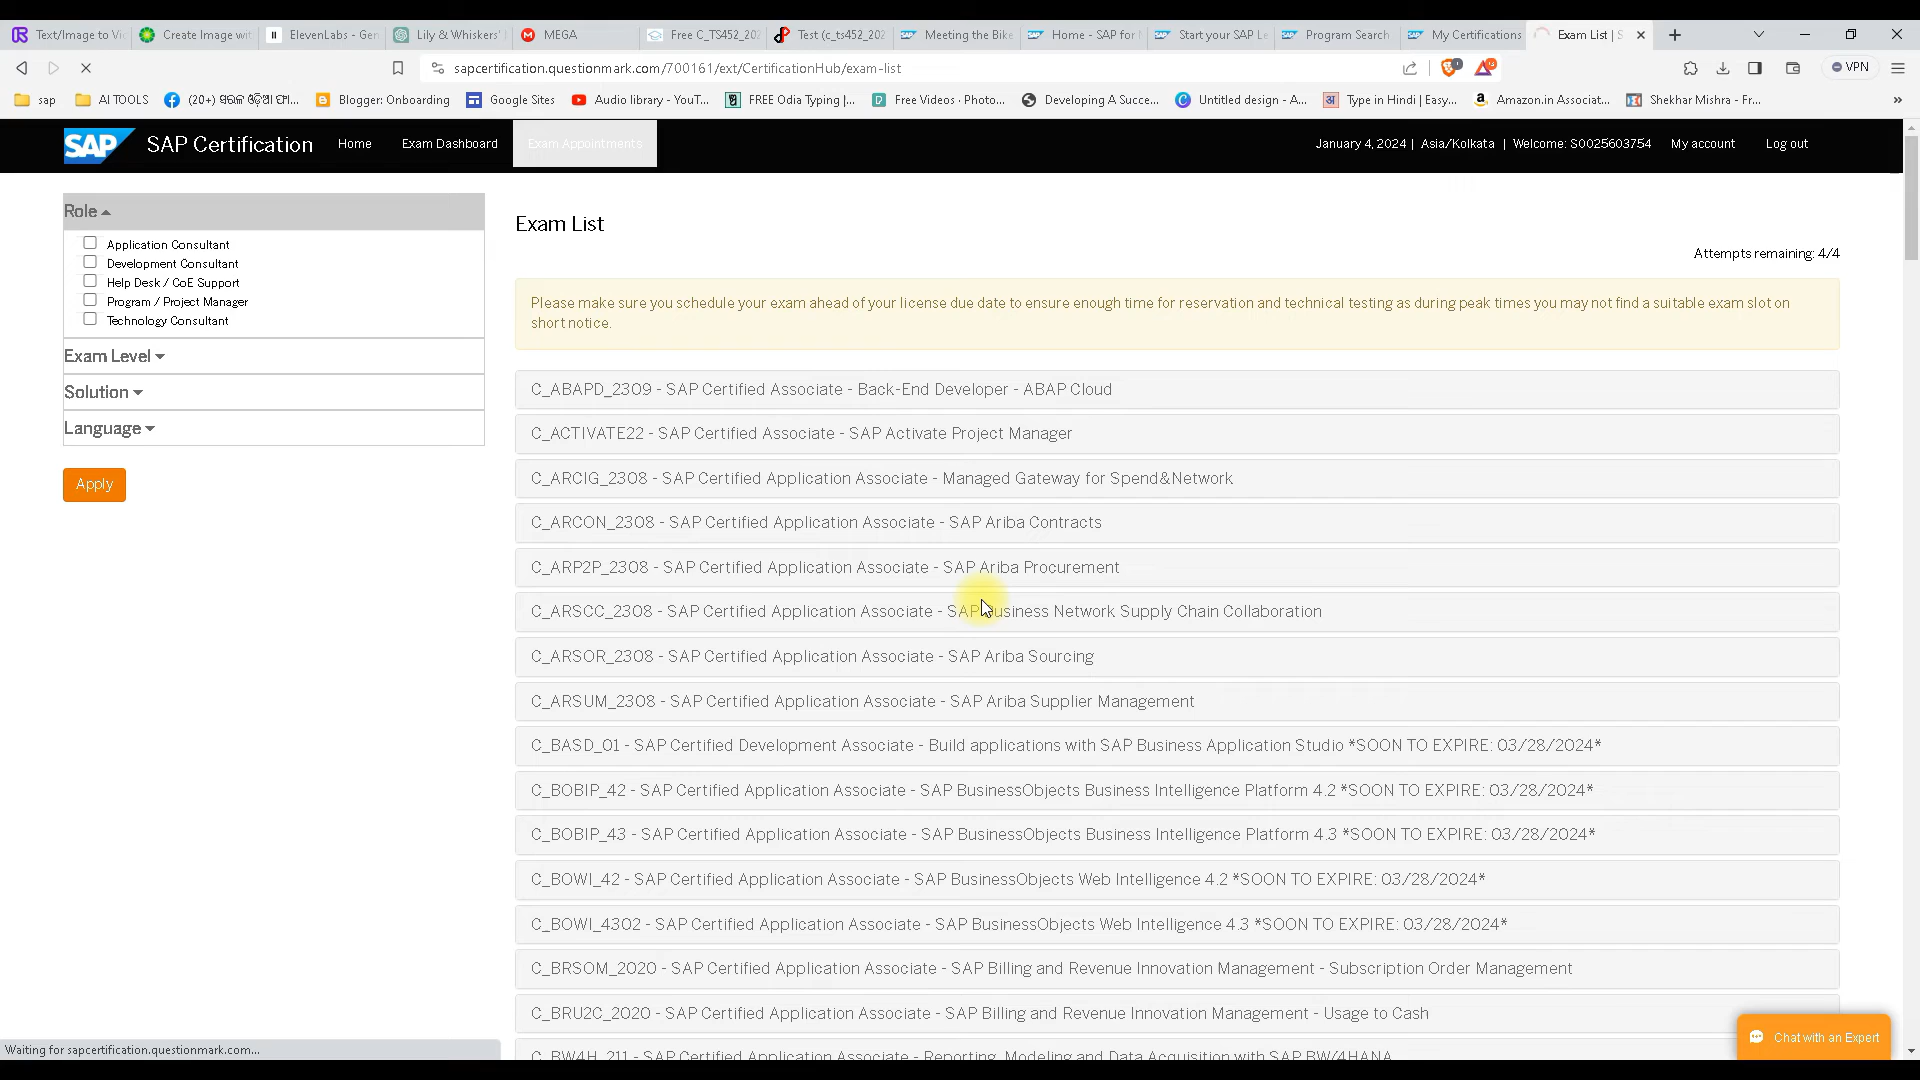 Text/Image to Vi
Create Image wit
ElevenLabs - Gen
Lily & Whiskers'
MEGA
Free C_TS452_202
Test (c_ts452_202
Meeting the Bike
Home - SAP for
Start your SAP Le
Program Search
My Certifications
Exam List | S
sapcertification.questionmark.com/700161/ext/CertificationHub/exam-list
VPN
sap
AI TOOLS
Blogger: Onboarding
Google Sites
Audio library - YouT...
FREE Odia Typing |...
Free Videos · Photo...
Developing A Succe...
Untitled design - A...
Type in Hindi | Easy...
Amazon.in Associat...
Shekhar Mishra - Fr...
SAP
SAP Certification
Home
Exam Dashboard
Exam Appointments
January 4, 2024 | Asia/Kolkata | Welcome: S0025603754
My account
Log out
Role
Application Consultant
Development Consultant
Help Desk / CoE Support
Program / Project Manager
Technology Consultant
Exam Level
Solution
Language
Apply
Exam List
Attempts remaining: 4/4
Please make sure you schedule your exam ahead of your license due date to ensure enough time for reservation and technical testing as during peak times you may not find a suitable exam slot on
short notice.
C_ABAPD_2309 - SAP Certified Associate - Back-End Developer - ABAP Cloud
C_ACTIVATE22 - SAP Certified Associate - SAP Activate Project Manager
C_ARCIG_2308 - SAP Certified Application Associate - Managed Gateway for Spend&Network
C_ARCON_2308 - SAP Certified Application Associate - SAP Ariba Contracts
C_ARP2P_2308 - SAP Certified Application Associate - SAP Ariba Procurement
C_ARSCC_2308 - SAP Certified Application Associate - SAP Business Network Supply Chain Collaboration
C_ARSOR_2308 - SAP Certified Application Associate - SAP Ariba Sourcing
C_ARSUM_2308 - SAP Certified Application Associate - SAP Ariba Supplier Management
C_BASD_01 - SAP Certified Development Associate - Build applications with SAP Business Application Studio *SOON TO EXPIRE: 03/28/2024*
C_BOBIP_42 - SAP Certified Application Associate - SAP BusinessObjects Business Intelligence Platform 4.2 *SOON TO EXPIRE: 03/28/2024*
C_BOBIP_43 - SAP Certified Application Associate - SAP BusinessObjects Business Intelligence Platform 4.3 *SOON TO EXPIRE: 03/28/2024*
C_BOWI_42 - SAP Certified Application Associate - SAP BusinessObjects Web Intelligence 4.2 *SOON TO EXPIRE: 03/28/2024*
C_BOWI_4302 - SAP Certified Application Associate - SAP BusinessObjects Web Intelligence 4.3 *SOON TO EXPIRE: 03/28/2024*
C_BRSOM_2020 - SAP Certified Application Associate - SAP Billing and Revenue Innovation Management - Subscription Order Management
C_BRU2C_2020 - SAP Certified Application Associate - SAP Billing and Revenue Innovation Management - Usage to Cash
C_BW4H_211 - SAP Certified Application Associate - Reporting, Modeling and Data Acquisition with SAP BW/4HANA
Chat with an Expert
Waiting for sapcertification.questionmark.com...